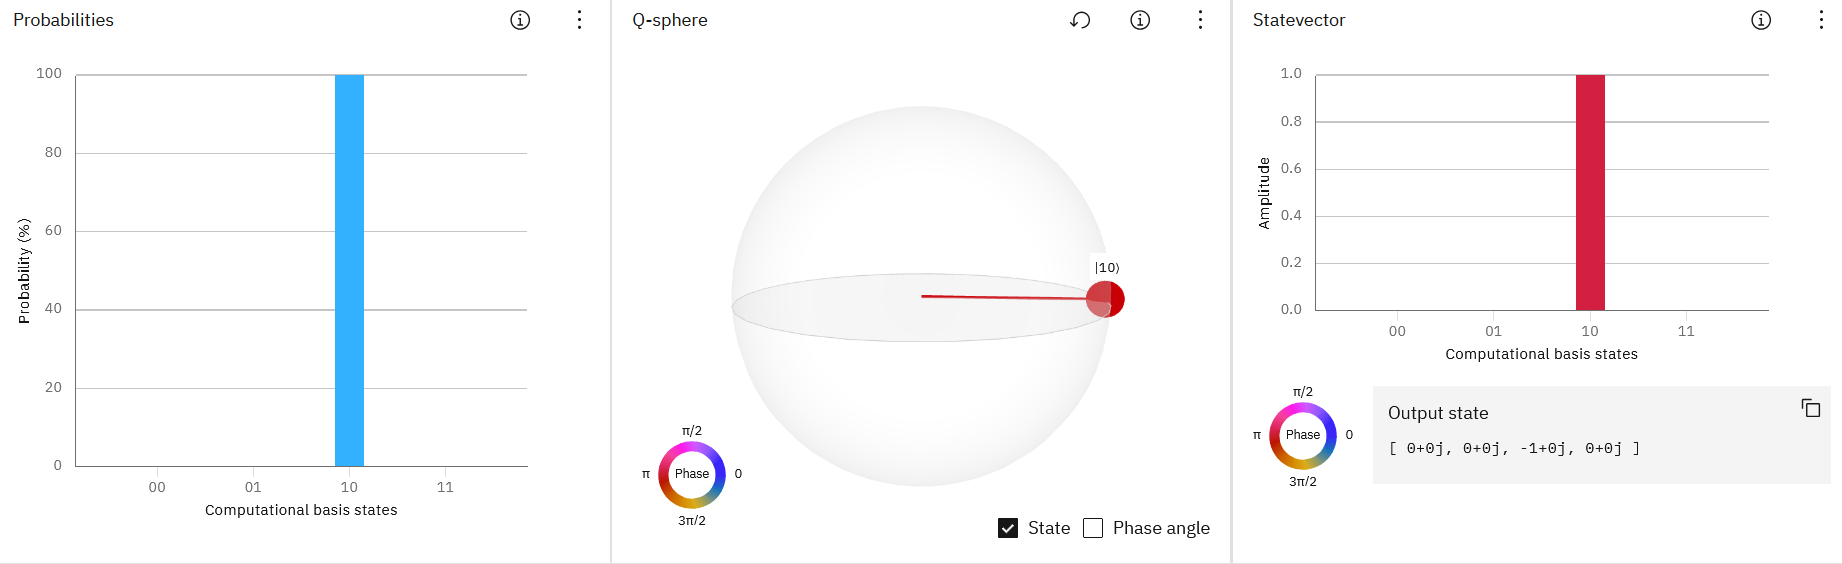 Probabilities
100
80
60
40
20
0
Probability (%)
00 01 10 11
Computational basis states
Q-sphere
|10⟩
π/2
π Phase 0
3π/2
State Phase angle
Statevector
1.0
0.8
0.6
0.4
0.2
0.0
Amplitude
00 01 10 11
Computational basis states
π/2
π Phase 0
3π/2
Output state
[ 0+0j, 0+0j, -1+0j, 0+0j ]